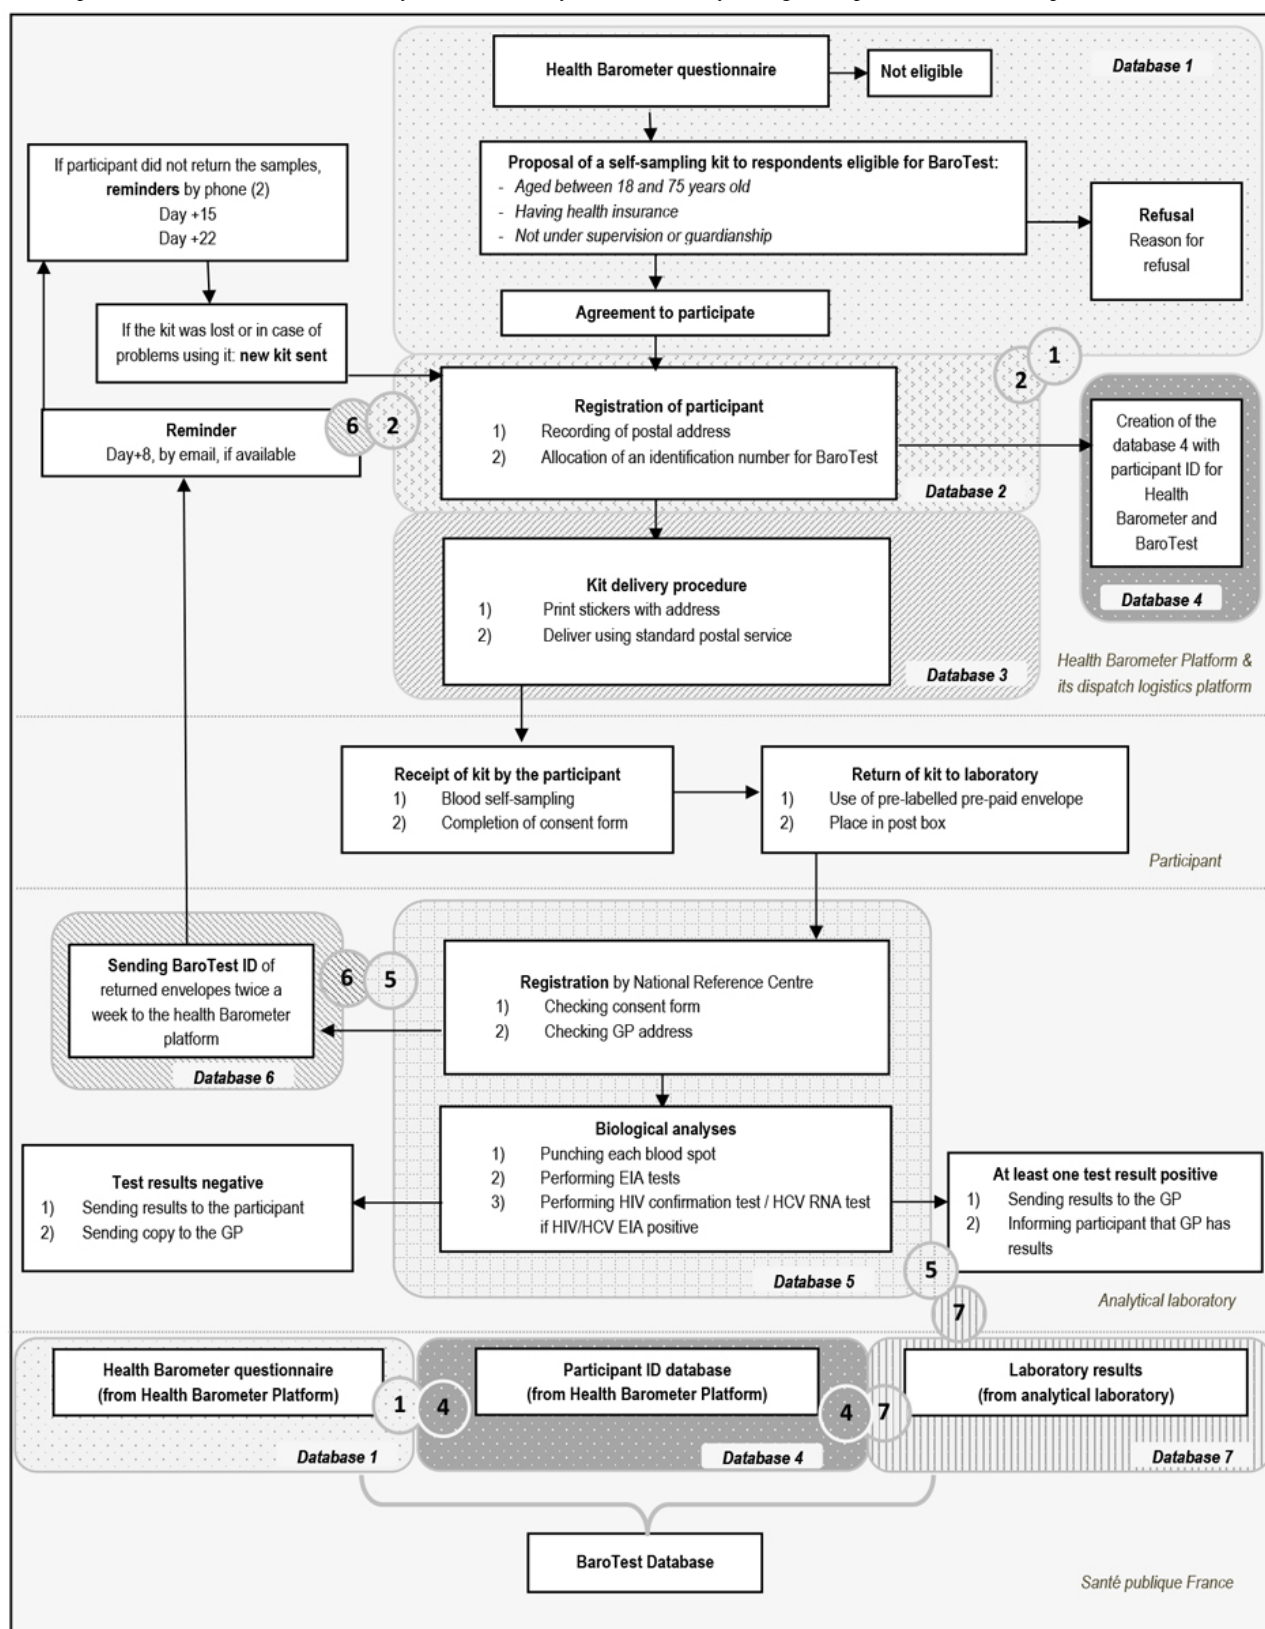 Health Barometer questionnaire
Not eligible
Database 1
Proposal of a self-sampling kit to respondents eligible for BaroTest:
- Aged between 18 and 75 years old
- Having health insurance
- Not under supervision or guardianship
Refusal
Reason for
refusal
If participant did not return the samples,
reminders by phone (2)
Day +15
Day +22
Agreement to participate
If the kit was lost or in case of
problems using it: new kit sent
1
2
Registration of participant
1) Recording of postal address
2) Allocation of an identification number for BaroTest
Database 2
6
2
Reminder
Day+8, by email, if available
Creation of the
database 4 with
participant ID for
Health
Barometer and
BaroTest
Database 4
Kit delivery procedure
1) Print stickers with address
2) Deliver using standard postal service
Database 3
Health Barometer Platform &
its dispatch logistics platform
Receipt of kit by the participant
1) Blood self-sampling
2) Completion of consent form
Return of kit to laboratory
1) Use of pre-labelled pre-paid envelope
2) Place in post box
Participant
Sending BaroTest ID of
returned envelopes twice a
week to the health Barometer
platform
Database 6
6
5
Registration by National Reference Centre
1) Checking consent form
2) Checking GP address
Biological analyses
1) Punching each blood spot
2) Performing EIA tests
3) Performing HIV confirmation test / HCV RNA test
if HIV/HCV EIA positive
Database 5
Test results negative
1) Sending results to the participant
2) Sending copy to the GP
At least one test result positive
1) Sending results to the GP
2) Informing participant that GP has
results
5
7
Analytical laboratory
Health Barometer questionnaire
(from Health Barometer Platform)
Database 1
1
4
Participant ID database
(from Health Barometer Platform)
Database 4
4
7
Laboratory results
(from analytical laboratory)
Database 7
BaroTest Database
Santé publique France